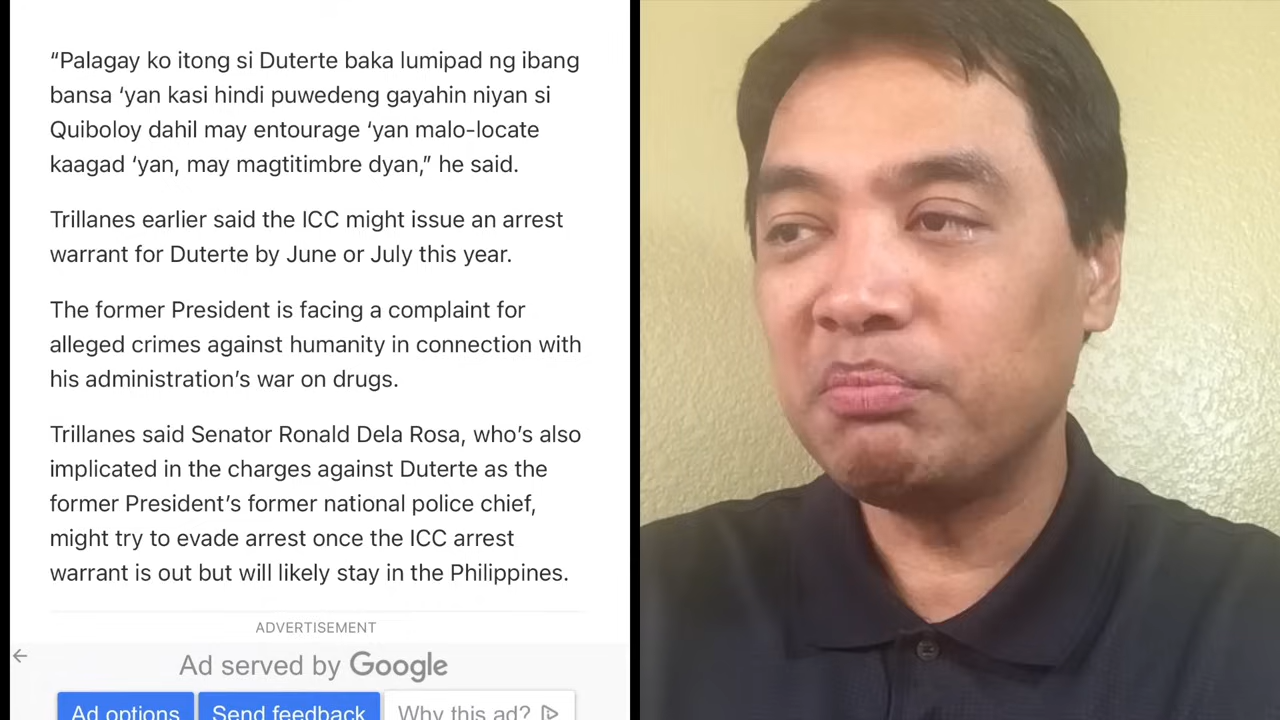 “Palagay ko itong si Duterte baka lumipad ng ibang
bansa ‘yan kasi hindi puwedeng gayahin niyan si
Quiboloy dahil may entourage ‘yan malo-locate
kaagad ‘yan, may magtitimbre dyan,” he said.
Trillanes earlier said the ICC might issue an arrest
warrant for Duterte by June or July this year.
The former President is facing a complaint for
alleged crimes against humanity in connection with
his administration’s war on drugs.
Trillanes said Senator Ronald Dela Rosa, who’s also
implicated in the charges against Duterte as the
former President’s former national police chief,
might try to evade arrest once the ICC arrest
warrant is out but will likely stay in the Philippines.
ADVERTISEMENT
Ad served by Google
Ad options Send feedback Why this ad?